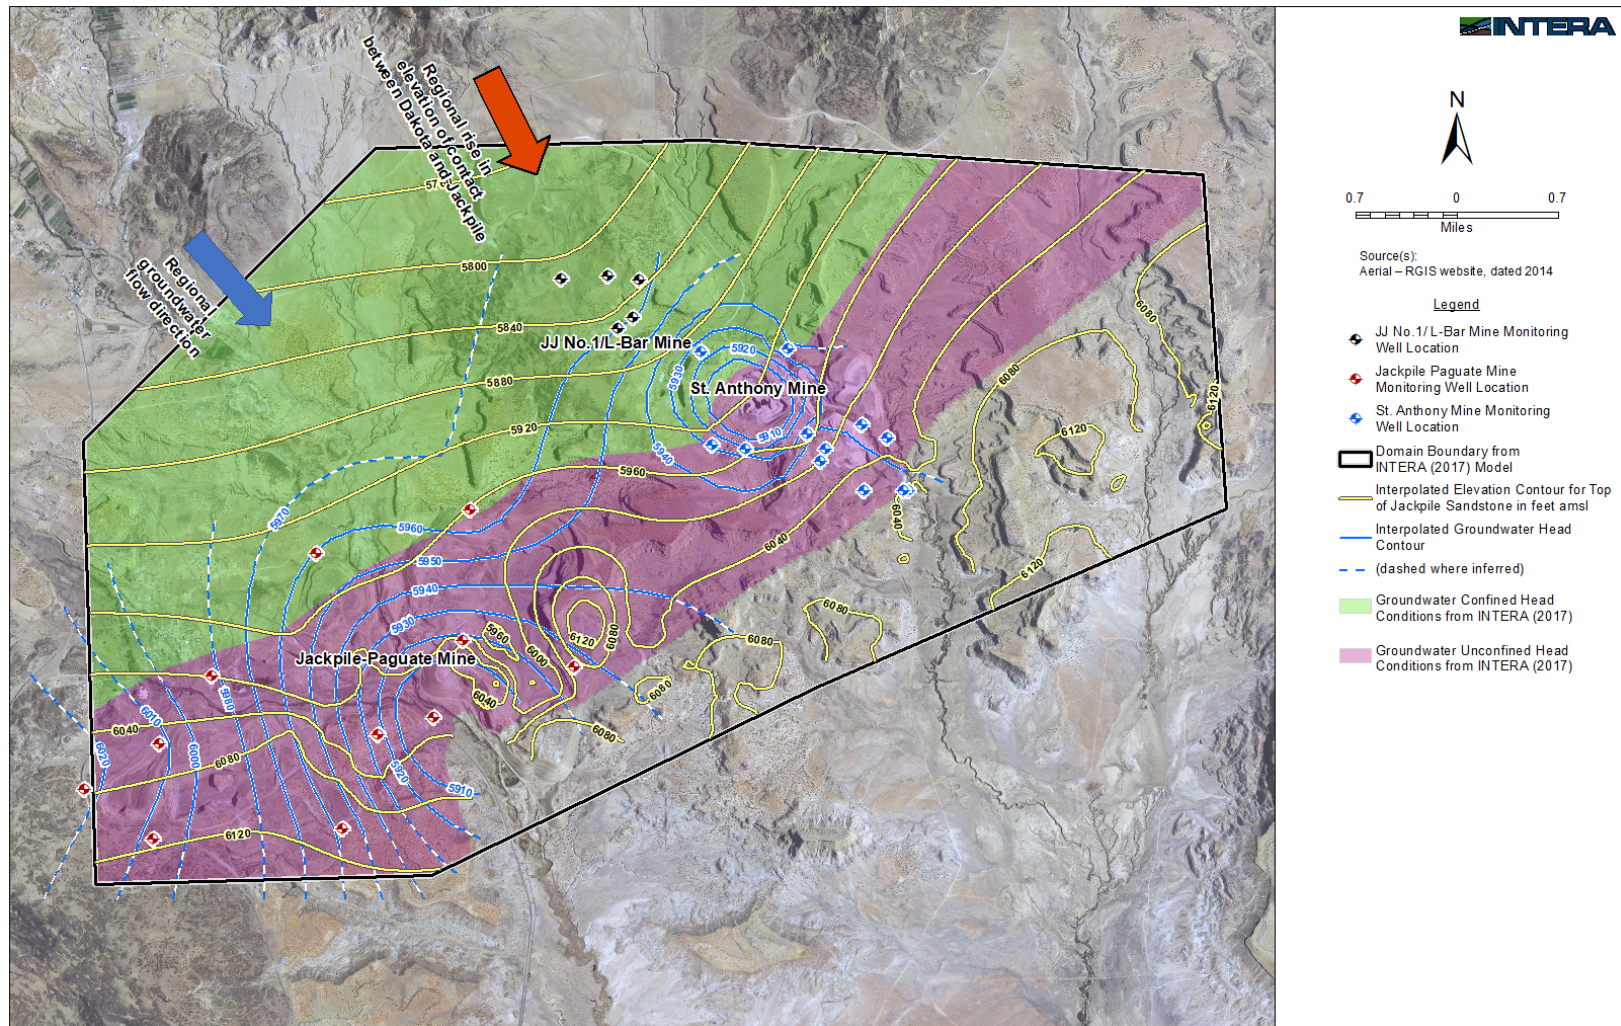 INTERA
N
0.7 0 0.7
Miles
Source(s):
Aerial – RGIS website, dated 2014
Legend
JJ No.1/ L-Bar Mine Monitoring
Well Location
Jackpile Paguate Mine
Monitoring Well Location
St. Anthony Mine Monitoring
Well Location
Domain Boundary from
INTERA (2017) Model
Interpolated Elevation Contour for Top
of Jackpile Sandstone in feet amsl
Interpolated Groundwater Head
Contour
(dashed where inferred)
Groundwater Confined Head
Conditions from INTERA (2017)
Groundwater Unconfined Head
Conditions from INTERA (2017)
Regional rise in
elevation of contact
between Dakota and Jackpile
Regional
groundwater
flow direction
5800
5840
JJ No.1/L-Bar Mine
5920
5930
5880
St. Anthony Mine
5910
5920
5940
5960
5970
5960
5950
5940
5930
5960
6000
6120
6080
Jackpile-Paguate Mine
6040
5980
6010
6000
6020
6040
6080
5920
5910
6120
6040
6080
6080
6080
6080
6120
6040
6080
6120
6080
6120